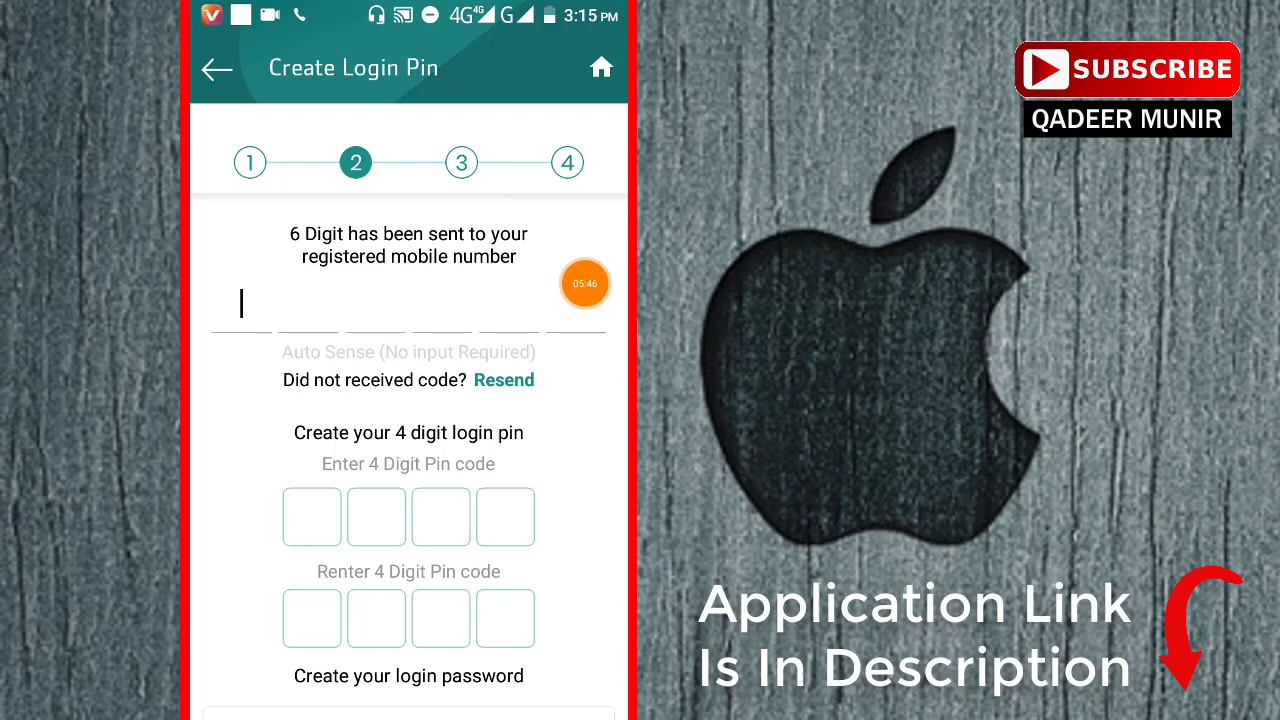 4G 4G G 3:15 PM
Create Login Pin
1 2 3 4
6 Digit has been sent to your
registered mobile number
05:46
Auto Sense (No input Required)
Did not received code? Resend
Create your 4 digit login pin
Enter 4 Digit Pin code
Renter 4 Digit Pin code
Create your login password
SUBSCRIBE
QADEER MUNIR
Application Link
Is In Description